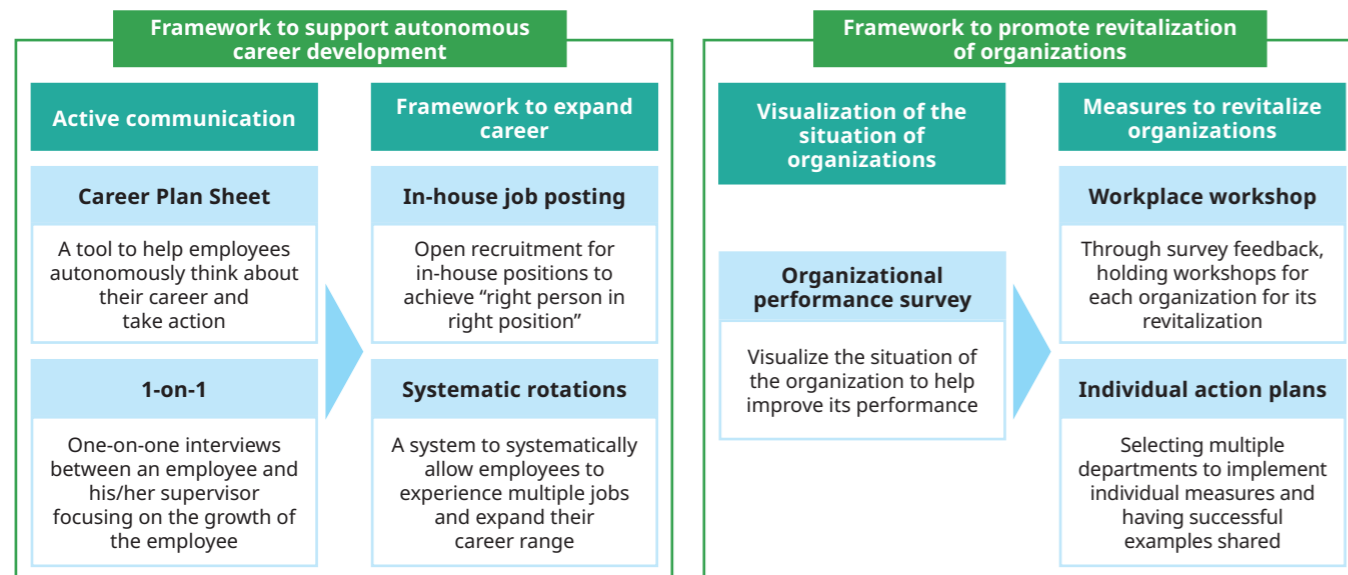 Framework to support autonomous
career development
Active communication
Career Plan Sheet
A tool to help employees
autonomously think about
their career and
take action
1-on-1
One-on-one interviews
between an employee and
his/her supervisor
focusing on the growth of
the employee
Framework to expand
career
In-house job posting
Open recruitment for
in-house positions to
achieve “right person in
right position”
Systematic rotations
A system to systematically
allow employees to
experience multiple jobs
and expand their
career range
Framework to promote revitalization
of organizations
Visualization of the
situation of
organizations
Organizational
performance survey
Visualize the situation of
the organization to help
improve its performance
Measures to revitalize
organizations
Workplace workshop
Through survey feedback,
holding workshops for
each organization for its
revitalization
Individual action plans
Selecting multiple
departments to implement
individual measures and
having successful
examples shared